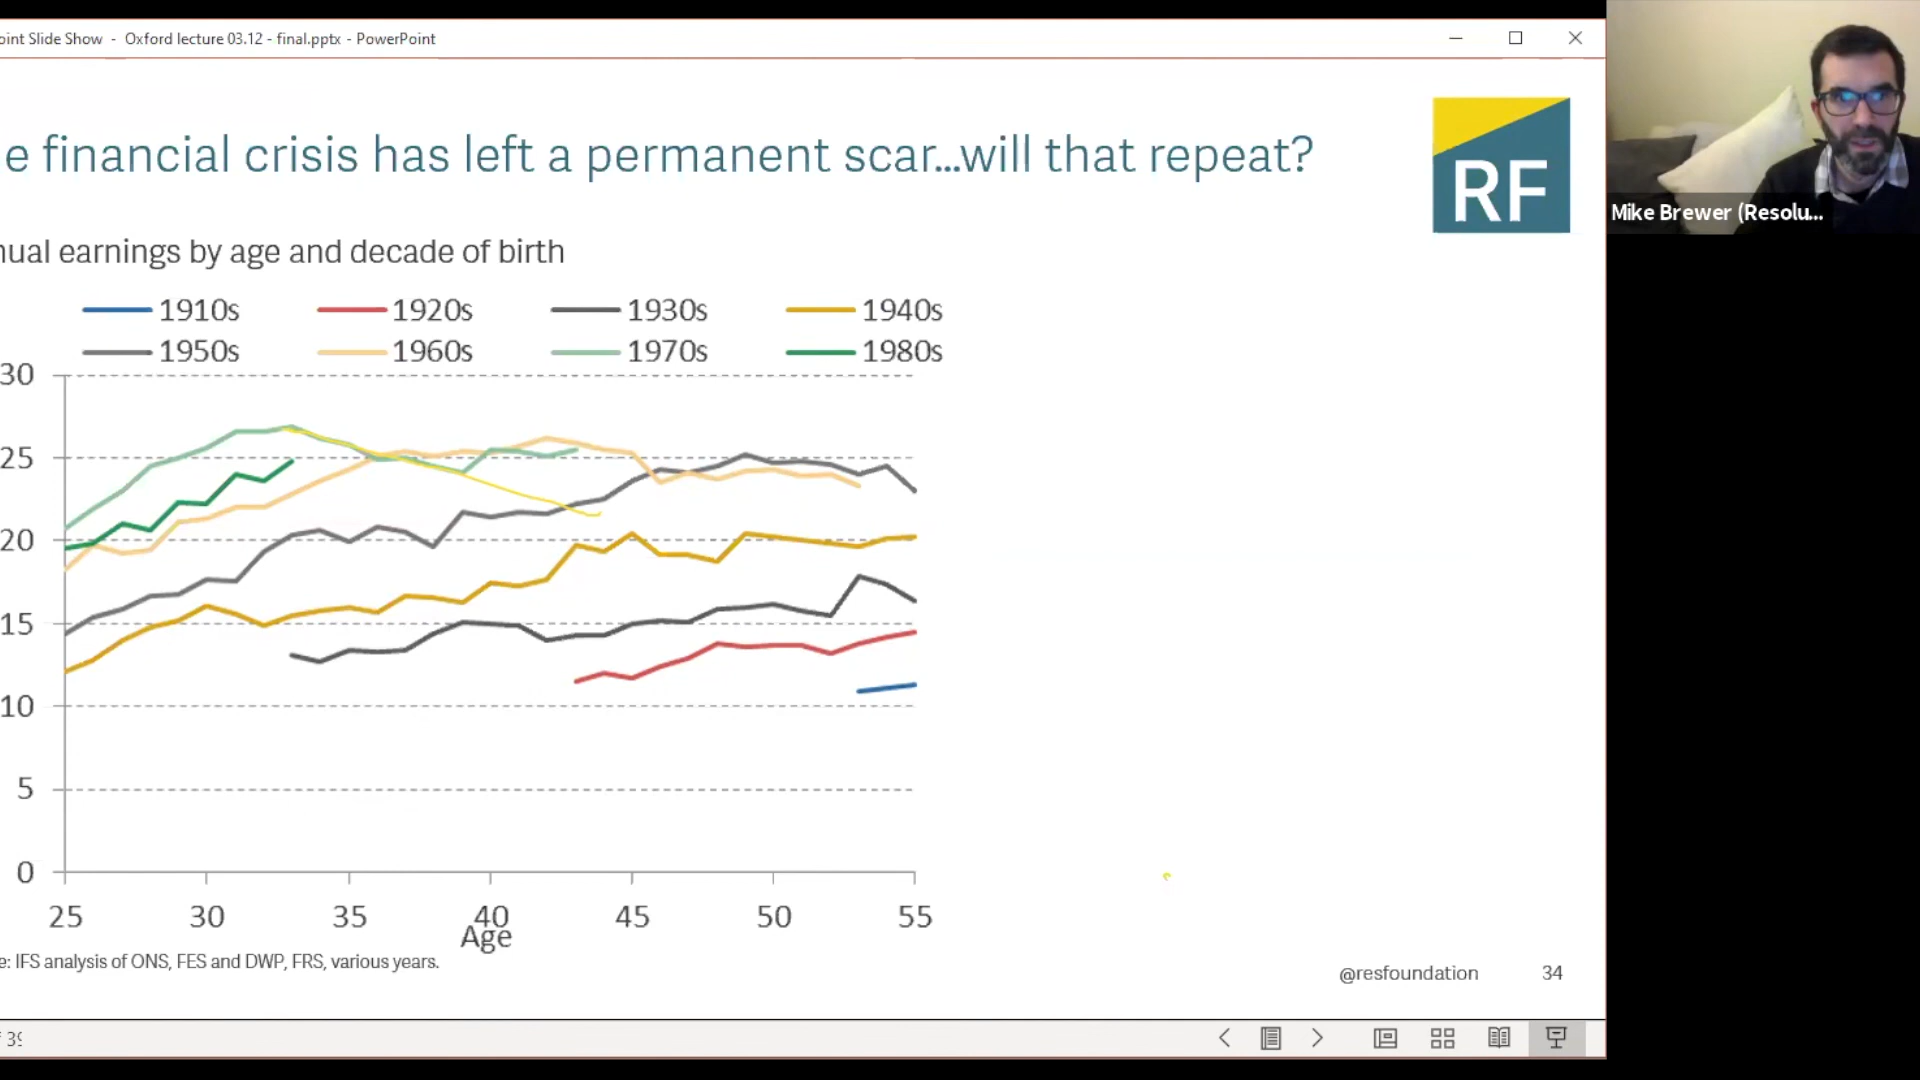 oint Slide Show - Oxford lecture 03.12 - final.pptx - PowerPoint
e financial crisis has left a permanent scar...will that repeat?
RF
Mike Brewer (Resolu...
nual earnings by age and decade of birth
1910s 1920s 1930s 1940s
1950s 1960s 1970s 1980s
30
25
20
15
10
5
0
25 30 35 40 45 50 55
Age
e: IFS analysis of ONS, FES and DWP, FRS, various years.
@resfoundation 34
f 39